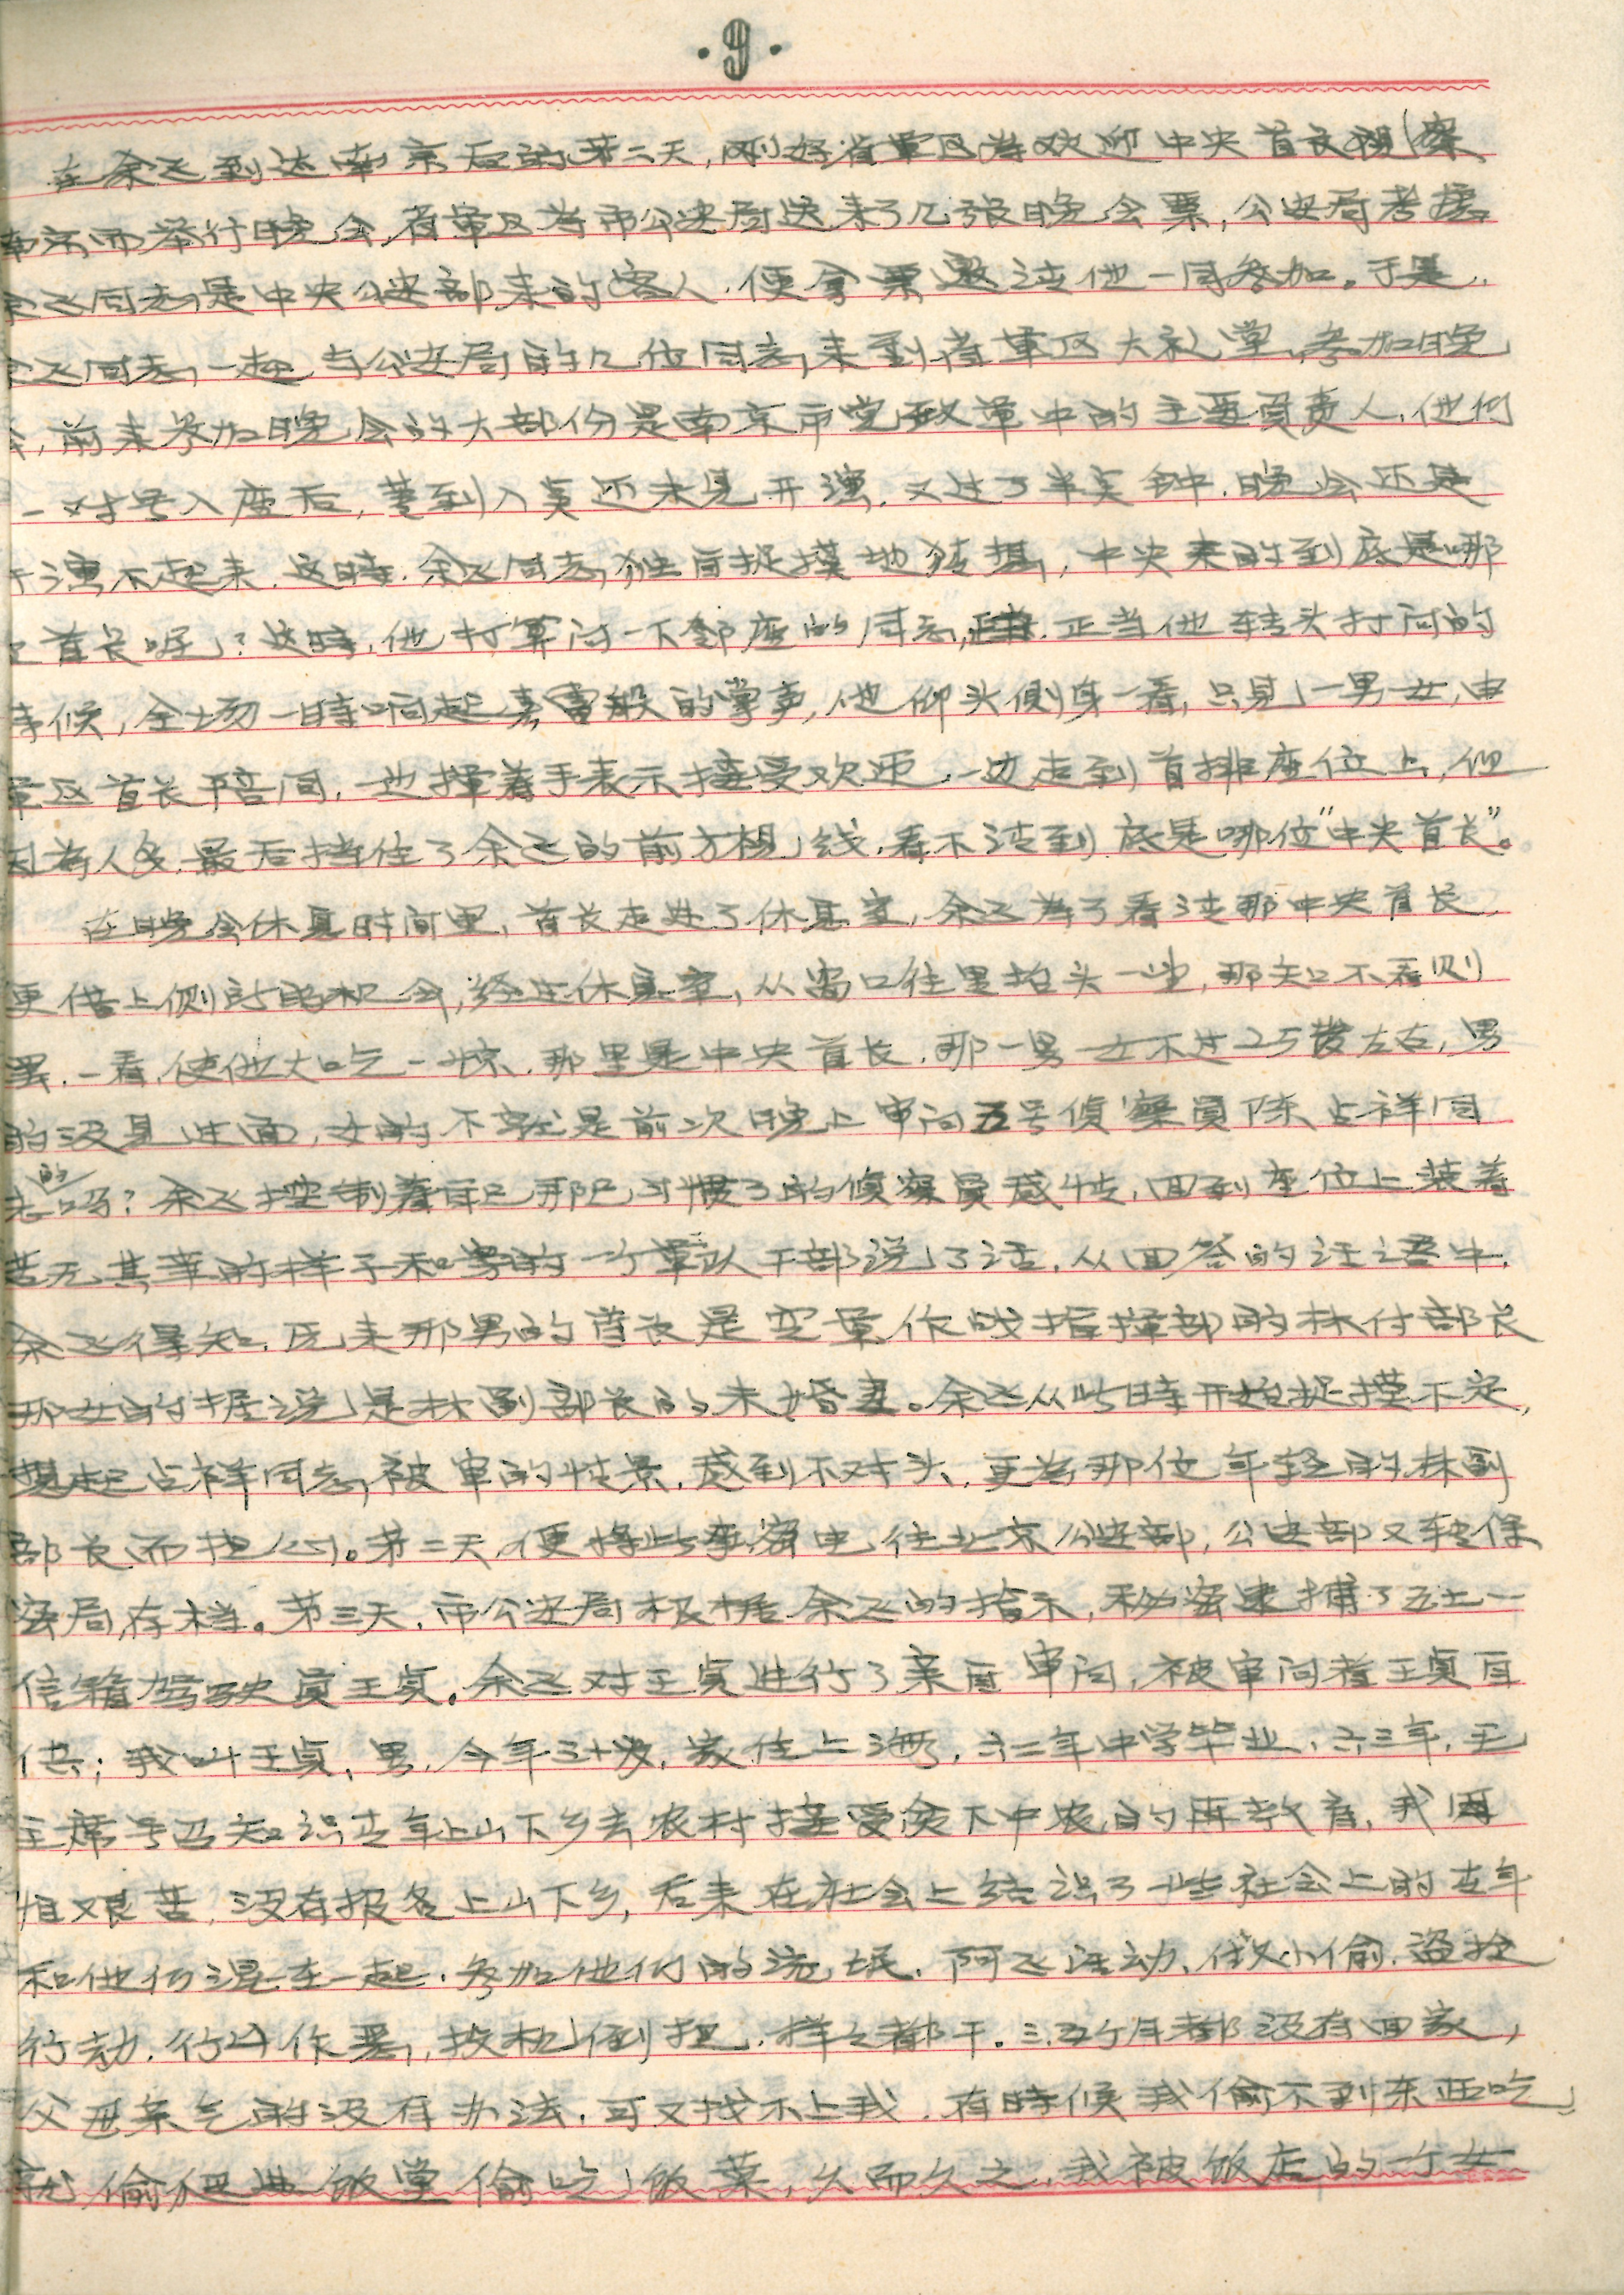 ·9·
在余飞到达南京后的第二天,刚好省军区为欢迎中央首长视察
南京而举行晚会,省军区为市公安局送来了几张晚会票,公安局考虑
余飞同志是中央公安部来的客人,便拿票邀请他一同参加。于是,
余飞同志一起与公安局的几位同志来到省军区大礼堂参加晚
会,前来参加晚会的大部份是南京市党政军中的主要负责人,他们
一对号入座后,等到八点还未见开演,又过了半点钟,晚会还是
开演不起来,这時,余飞同志独自捉摸地猜想,中央来的到底是哪
位首长呢?这時,他打算问一下邻座的同志,正当他转头打问的
時候,全场一時响起春雷般的掌声,他仰头侧身一看,只见一男一女,由
军区首长陪同,一边挥着手表示接受欢迎,一边走到首排座位上,但
因为人多,最后挡住了余飞的前方视线,看不清到底是哪位“中央首长”。
在晚会休息时间里,首长走进了休息室,余飞为了看清那中央首长,
便借上侧所的机会,经过休息室,从窗口往里抬头一望,那知不看则
罢,一看,使他大吃一惊,那里是中央首长,那一男一女不过25岁左右,男
的没见过面,女的不就是前次晚上审问五号侦察员陈占祥同
志的吗?余飞控制着自己那已习惯了的侦察员感情,回到座位上装着
若无其事的样子和旁的一个军队干部说了话,从回答的话语中,
余飞得知,原来那男的首长是空军作战指挥部的林付部长
那女的据说是林副部长的未婚妻。余飞从此時开始捉摸不定,
想起占祥同志被审的情景,感到不对头,更为那位年轻的林副
部长而担心。第二天,便将此事密电往北京公安部,公安部又转保
密局存档。第三天,市公安局根据余飞的指示,秘密逮捕了五七一
信箱驾驶员王贞。余飞对王贞进行了亲自审问,被审问者王贞自
供;我叫王贞,男,今年三十岁,家住上海,六二年中学毕业,六三年,毛
主席号召知识青年上山下乡去农村接受贫下中农的再教育,我因
怕艰苦,没有报名上山下乡,后来在社会上结识了一些社会上的青年
和他们混在一起,参加他们的流氓、阿飞活动、做小偷、盗抢
行劫、行凶作恶,投机倒把,样々都干。三、五个月都没有回家,
父母亲气的没有办法,可又找不上我,有時候我偷不到东西吃,
就偷爬进饭堂偷吃饭菜,久而久之,我被饭店的一个女